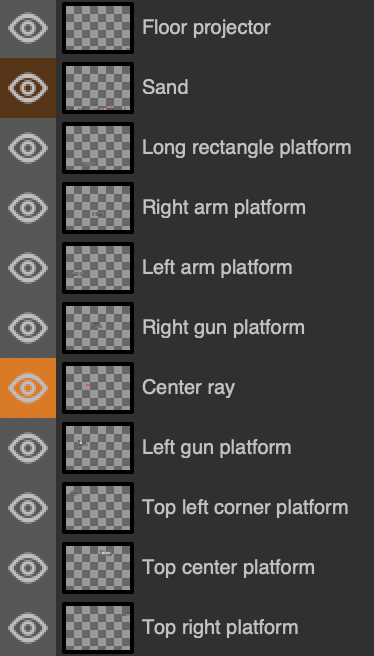 Floor projector
Sand
Long rectangle platform
Right arm platform
Left arm platform
Right gun platform
Center ray
Left gun platform
Top left corner platform
Top center platform
Top right platform